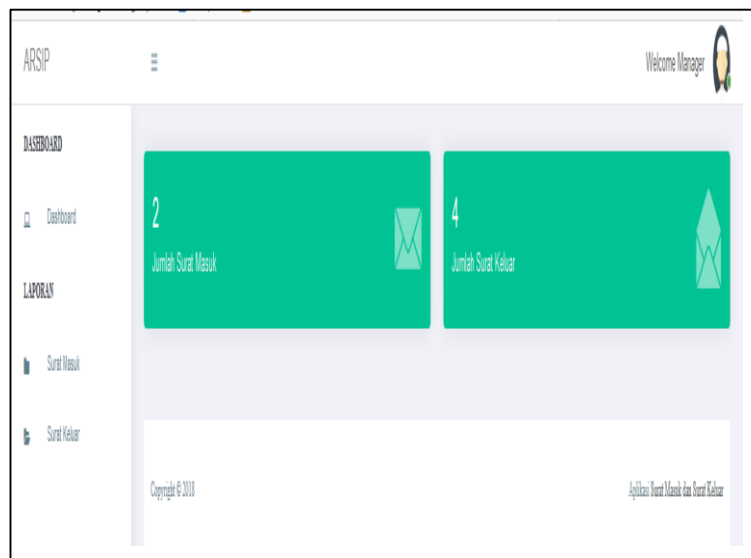 ARSIP
Welcome Manager
DASHBOARD
Dashboard
LAPORAN
Surat Masuk
Surat Keluar
2
Jumlah Surat Masuk
4
Jumlah Surat Keluar
Copyright © 2018
Aplikasi Surat Masuk dan Surat Keluar